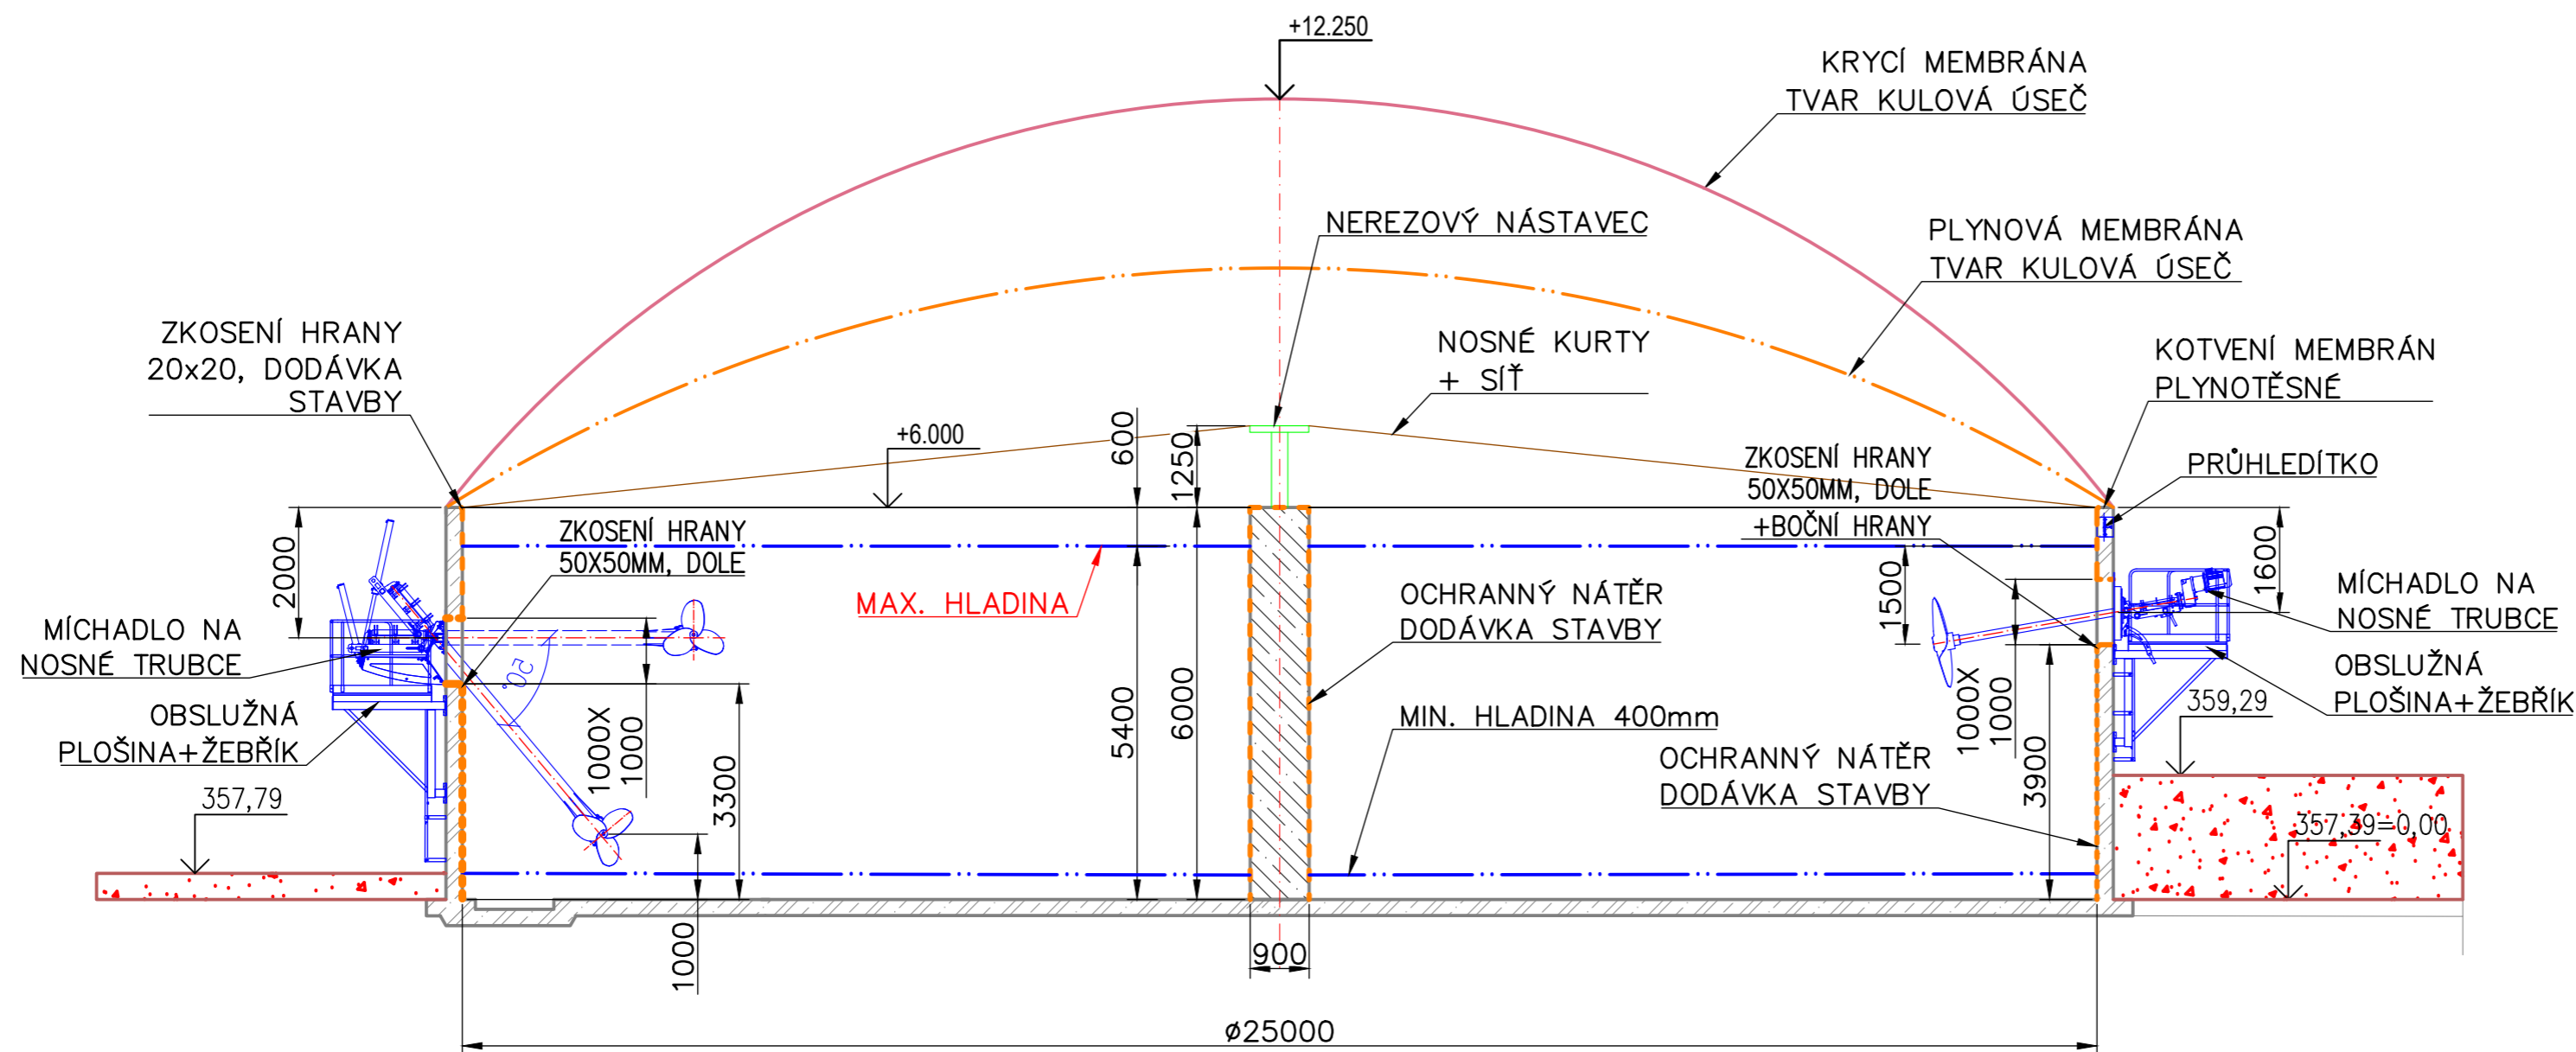 +12.250
KRYCÍ MEMBRÁNA
TVAR KULOVÁ ÚSEČ
NEREZOVÝ NÁSTAVEC
PLYNOVÁ MEMBRÁNA
TVAR KULOVÁ ÚSEČ
ZKOSENÍ HRANY
20x20, DODÁVKA
STAVBY
NOSNÉ KURTY
+ SÍŤ
KOTVENÍ MEMBRÁN
PLYNOTĚSNÉ
+6.000
600
1250
ZKOSENÍ HRANY
50X50MM, DOLE
+BOČNÍ HRANY
PRŮHLEDÍTKO
2000
ZKOSENÍ HRANY
50X50MM, DOLE
MAX. HLADINA
OCHRANNÝ NÁTĚR
DODÁVKA STAVBY
1500
1600
MÍCHADLO NA
NOSNÉ TRUBCE
MÍCHADLO NA
NOSNÉ TRUBCE
50°
OBSLUŽNÁ
PLOŠINA+ŽEBŘÍK
OBSLUŽNÁ
PLOŠINA+ŽEBŘÍK
1000X
1000
3300
5400
6000
MIN. HLADINA 400mm
1000X
1000
3900
359,29
OCHRANNÝ NÁTĚR
DODÁVKA STAVBY
357,79
357,39=0,00
1000
900
ø25000